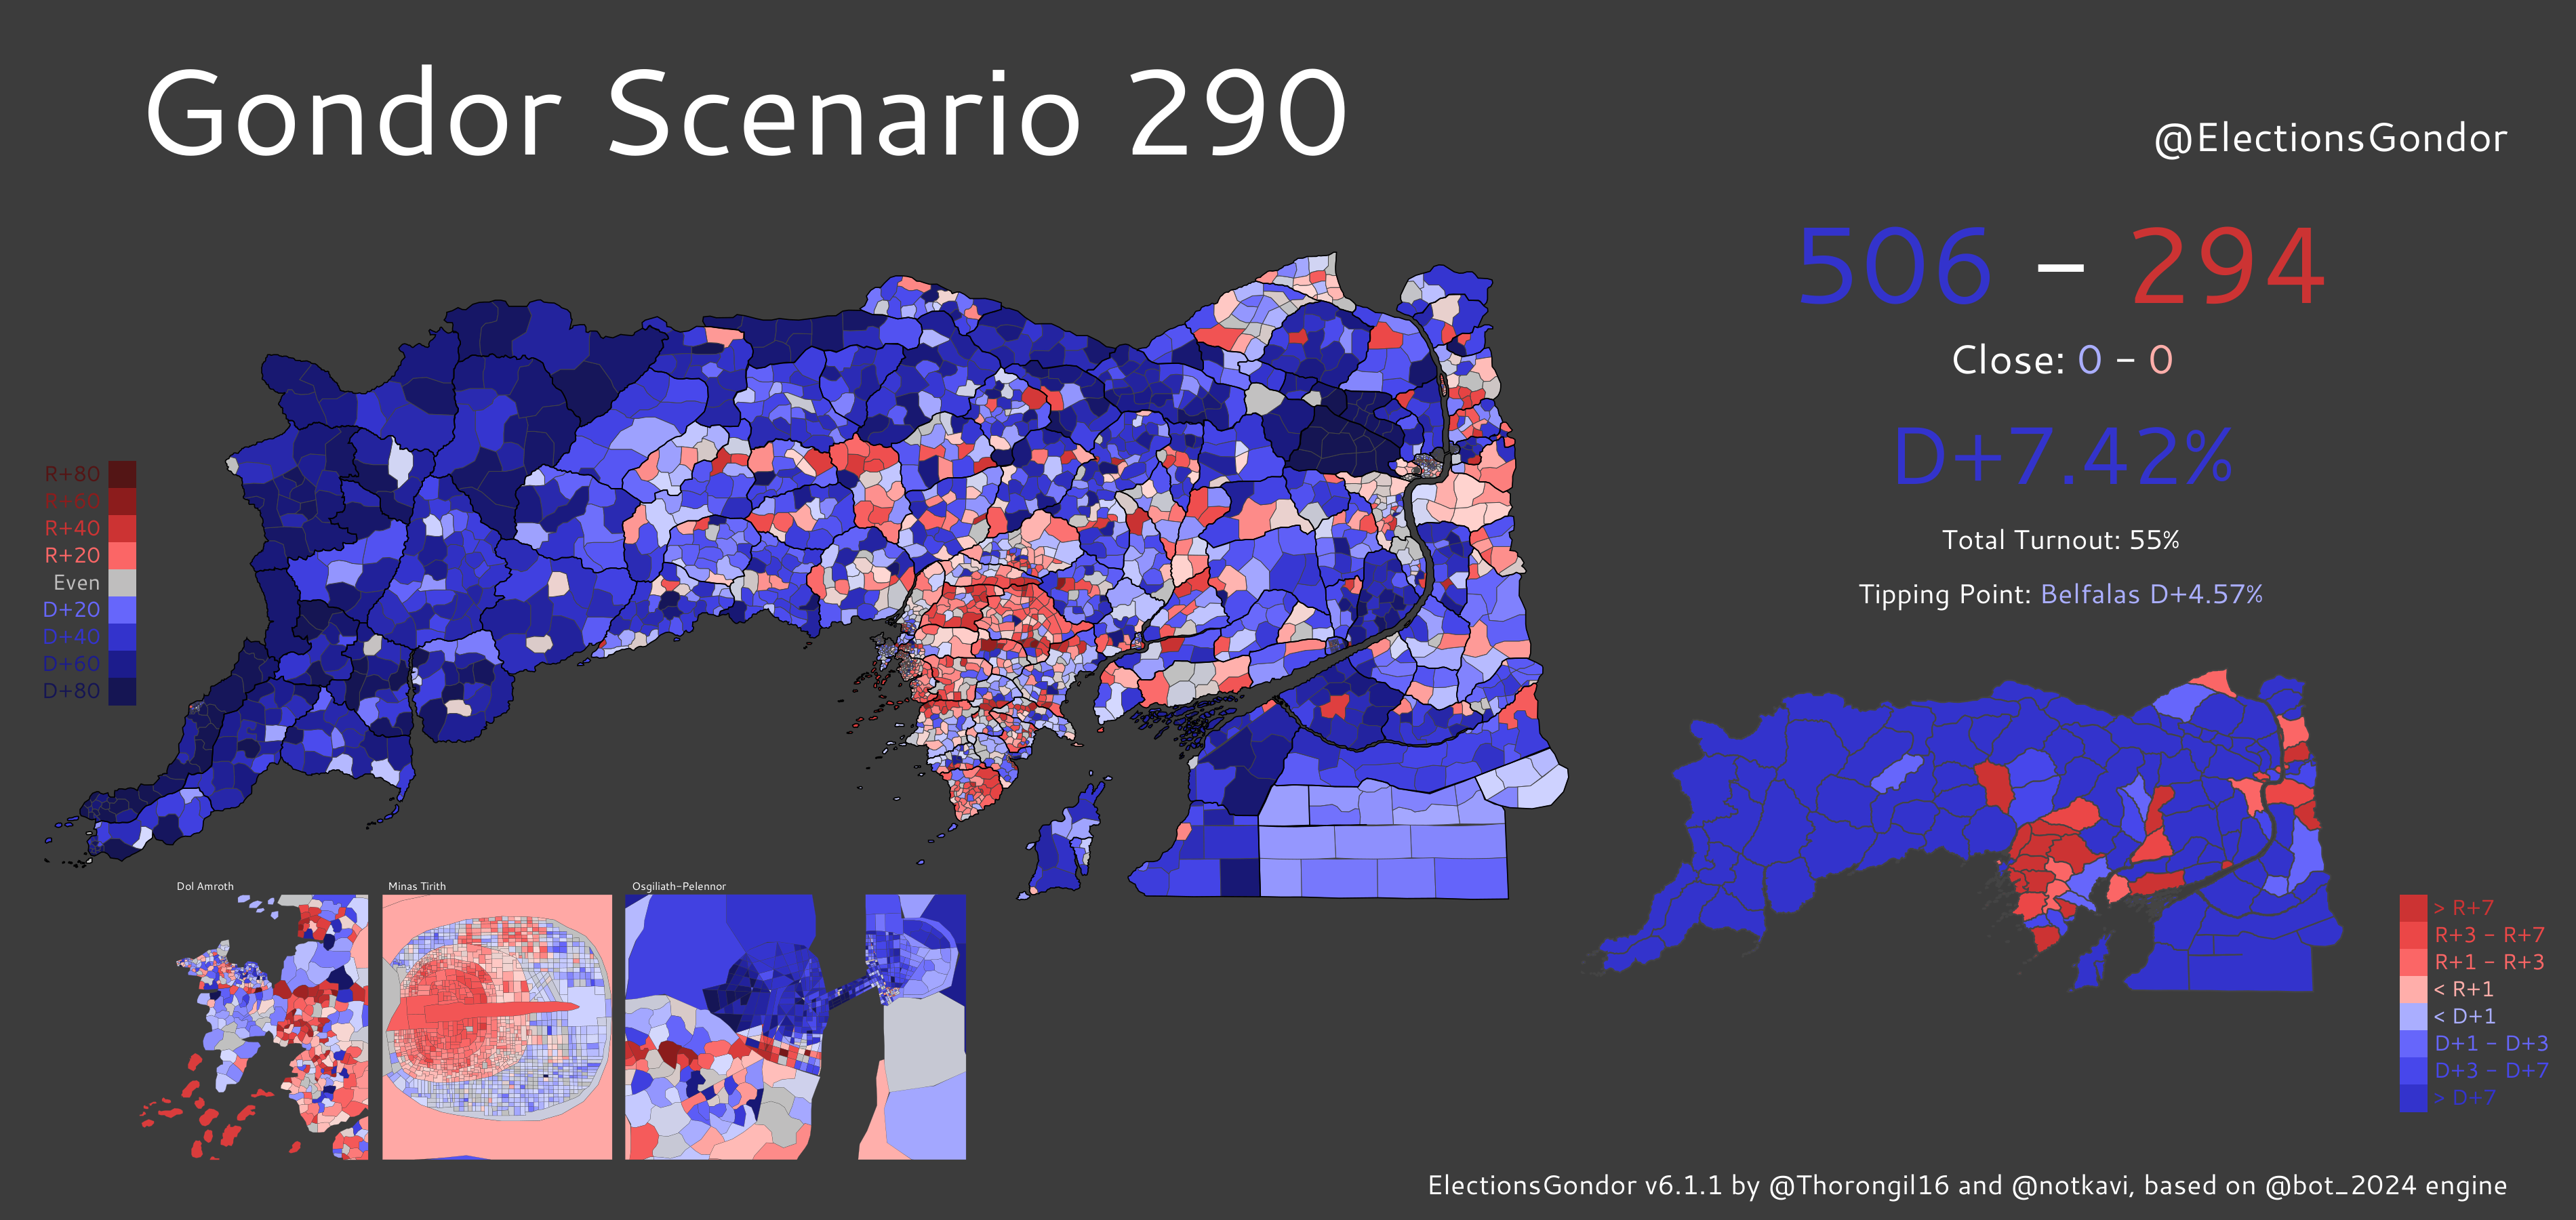 Gondor Scenario 290
@ElectionsGondor
506 – 294
Close: 0 – 0
D+7.42%
Total Turnout: 55%
Tipping Point: Belfalas D+4.57%
R+80
R+60
R+40
R+20
Even
D+20
D+40
D+60
D+80
Dol Amroth
Minas Tirith
Osgiliath-Pelennor
> R+7
R+3 - R+7
R+1 - R+3
< R+1
< D+1
D+1 - D+3
D+3 - D+7
> D+7
ElectionsGondor v6.1.1 by @Thorongil16 and @notkavi, based on @bot_2024 engine